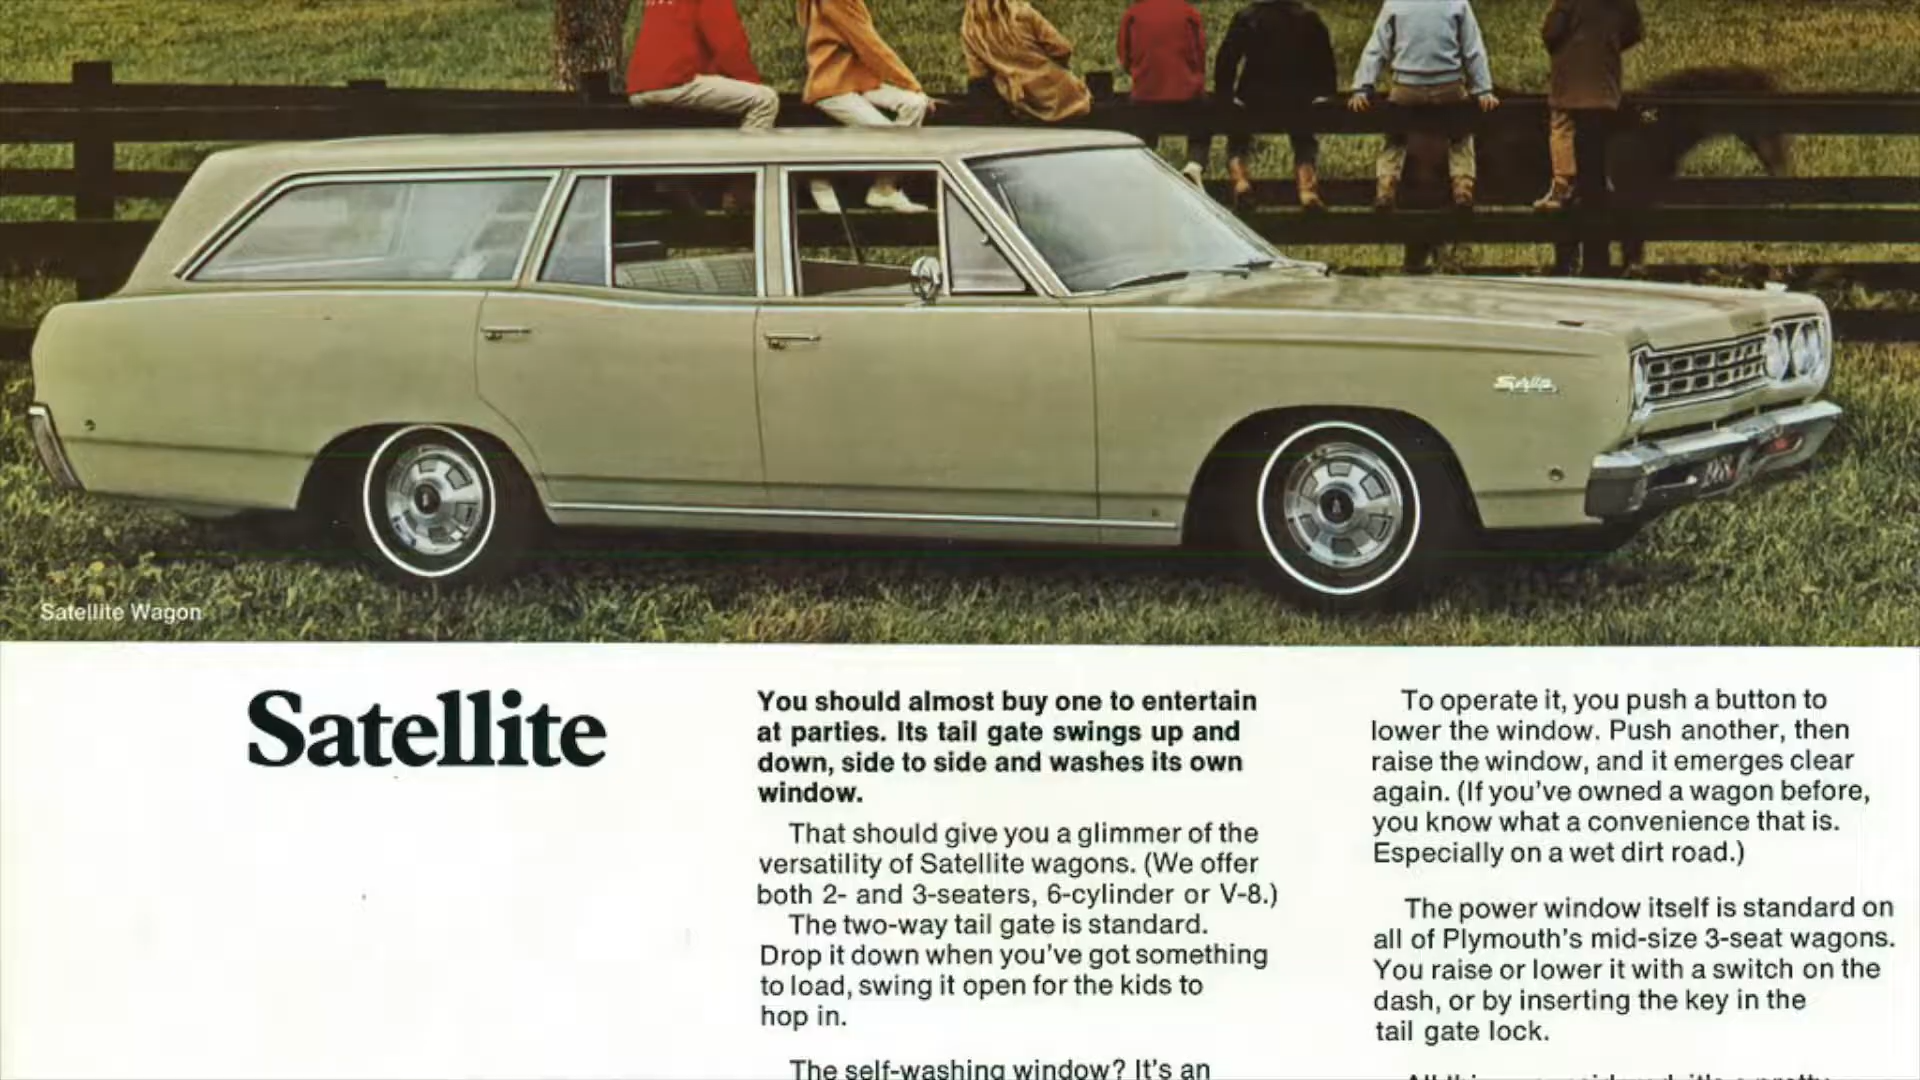 Satellite Wagon
Satellite
You should almost buy one to entertain
at parties. Its tail gate swings up and
down, side to side and washes its own
window.
That should give you a glimmer of the
versatility of Satellite wagons. (We offer
both 2- and 3-seaters, 6-cylinder or V-8.)
The two-way tail gate is standard.
Drop it down when you've got something
to load, swing it open for the kids to
hop in.
The self-washing window? It's an
To operate it, you push a button to
lower the window. Push another, then
raise the window, and it emerges clear
again. (If you've owned a wagon before,
you know what a convenience that is.
Especially on a wet dirt road.)
The power window itself is standard on
all of Plymouth's mid-size 3-seat wagons.
You raise or lower it with a switch on the
dash, or by inserting the key in the
tail gate lock.